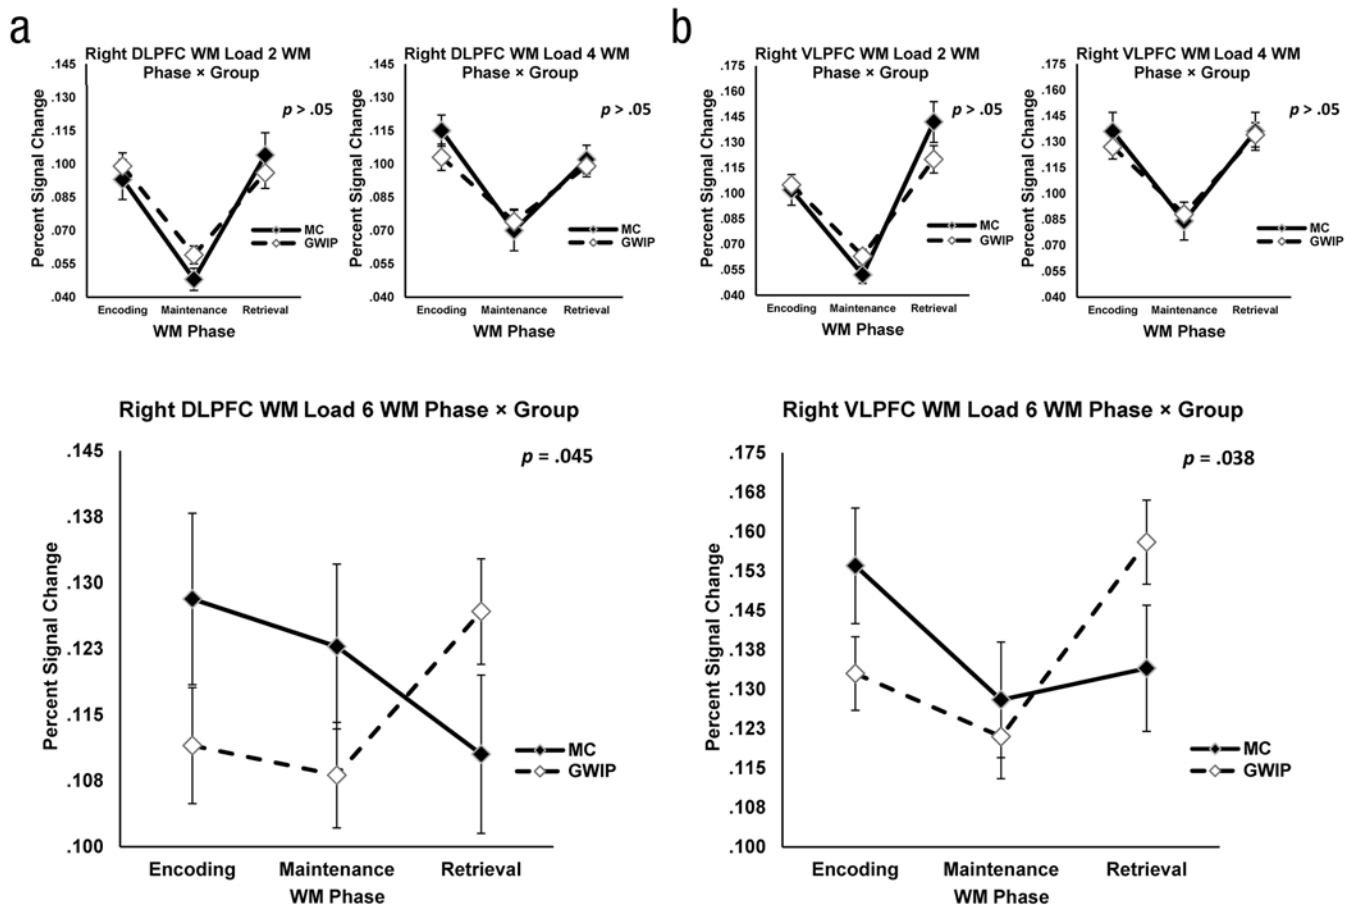 a
Right DLPFC WM Load 2 WM
Phase × Group
Percent Signal Change
.145
.130
.115
.100
.085
.070
.055
.040
p > .05
MC
GWIP
Encoding Maintenance Retrieval
WM Phase
Right DLPFC WM Load 4 WM
Phase × Group
Percent Signal Change
.145
.130
.115
.100
.085
.070
.055
.040
p > .05
MC
GWIP
Encoding Maintenance Retrieval
WM Phase
Right DLPFC WM Load 6 WM Phase × Group
Percent Signal Change
.145
.138
.130
.123
.115
.108
.100
p = .045
MC
GWIP
Encoding Maintenance Retrieval
WM Phase
b
Right VLPFC WM Load 2 WM
Phase × Group
Percent Signal Change
.175
.160
.145
.130
.115
.100
.085
.070
.055
.040
p > .05
MC
GWIP
Encoding Maintenance Retrieval
WM Phase
Right VLPFC WM Load 4 WM
Phase × Group
Percent Signal Change
.175
.160
.145
.130
.115
.100
.085
.070
.055
.040
p > .05
MC
GWIP
Encoding Maintenance Retrieval
WM Phase
Right VLPFC WM Load 6 WM Phase × Group
Percent Signal Change
.175
.168
.160
.153
.145
.138
.130
.123
.115
.108
.100
p = .038
MC
GWIP
Encoding Maintenance Retrieval
WM Phase